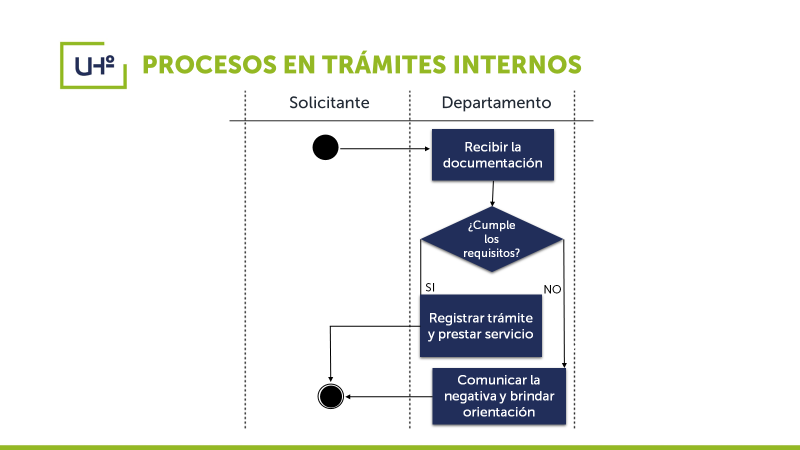 UHo
PROCESOS EN TRÁMITES INTERNOS
Solicitante
Departamento
Recibir la
documentación
¿Cumple
los
requisitos?
SI
NO
Registrar trámite
y prestar servicio
Comunicar la
negativa y brindar
orientación